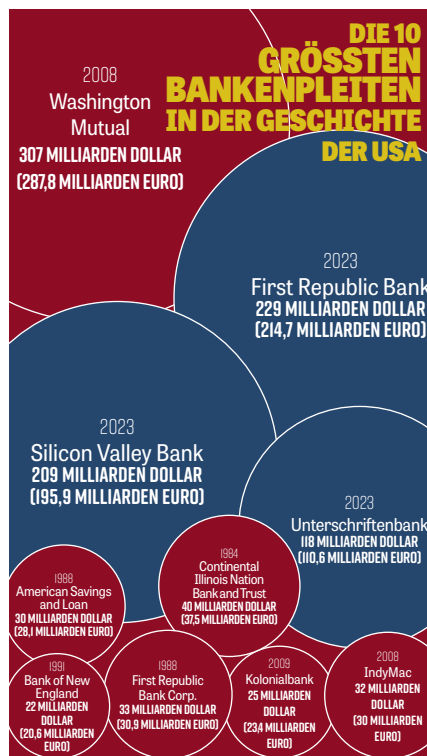 DIE 10
GRÖSSTEN
BANKENPLEITEN
IN DER GESCHICHTE
DER USA
2008
Washington
Mutual
307 MILLIARDEN DOLLAR
(287,8 MILLIARDEN EURO)
2023
First Republic Bank
229 MILLIARDEN DOLLAR
(214,7 MILLIARDEN EURO)
2023
Silicon Valley Bank
209 MILLIARDEN DOLLAR
(195,9 MILLIARDEN EURO)
2023
Unterschriftenbank
118 MILLIARDEN DOLLAR
(110,6 MILLIARDEN EURO)
1984
Continental
Illinois Nation
Bank and Trust
40 MILLIARDEN DOLLAR
(37,5 MILLIARDEN EURO)
1988
American Savings
and Loan
30 MILLIARDEN DOLLAR
(28,1 MILLIARDEN EURO)
1991
Bank of New
England
22 MILLIARDEN
DOLLAR
(20,6 MILLIARDEN
EURO)
1988
First Republic
Bank Corp.
33 MILLIARDEN DOLLAR
(30,9 MILLIARDEN EURO)
2009
Kolonialbank
25 MILLIARDEN
DOLLAR
(23,4 MILLIARDEN
EURO)
2008
IndyMac
32 MILLIARDEN
DOLLAR
(30 MILLIARDEN
EURO)